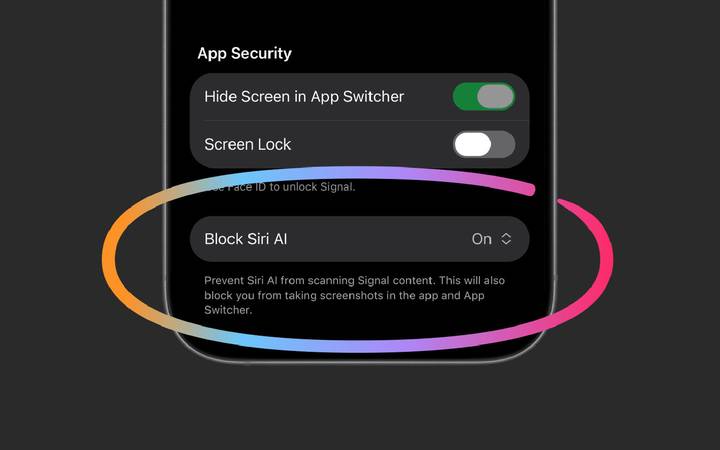 App Security
Hide Screen in App Switcher
Screen Lock
Face ID to unlock Signal.
Block Siri AI
On
Prevent Siri AI from scanning Signal content. This will also
block you from taking screenshots in the app and App
Switcher.